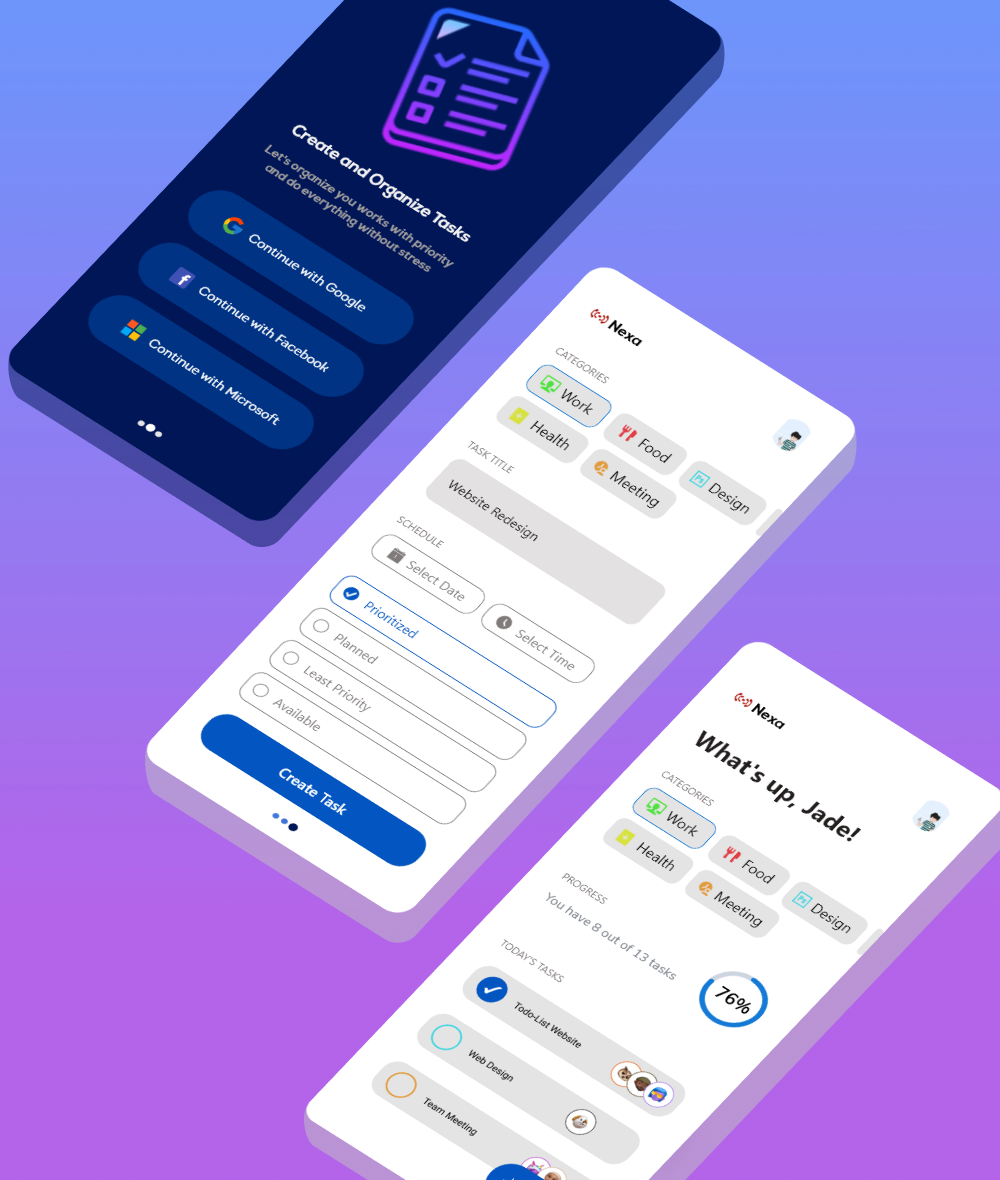 Create and Organize Tasks
Let's organize you works with priority
and do everything without stress
Continue with Google
Continue with Facebook
Continue with Microsoft
Nexa
CATEGORIES
Work
Food
Design
Health
Meeting
TASK TITLE
Website Redesign
SCHEDULE
Select Date
Select Time
Prioritized
Planned
Least Priority
Available
Create Task
Nexa
What's up, Jade!
CATEGORIES
Work
Food
Design
Health
Meeting
PROGRESS
You have 8 out of 13 tasks
76%
TODAY'S TASKS
Todo-List Website
Web Design
Team Meeting